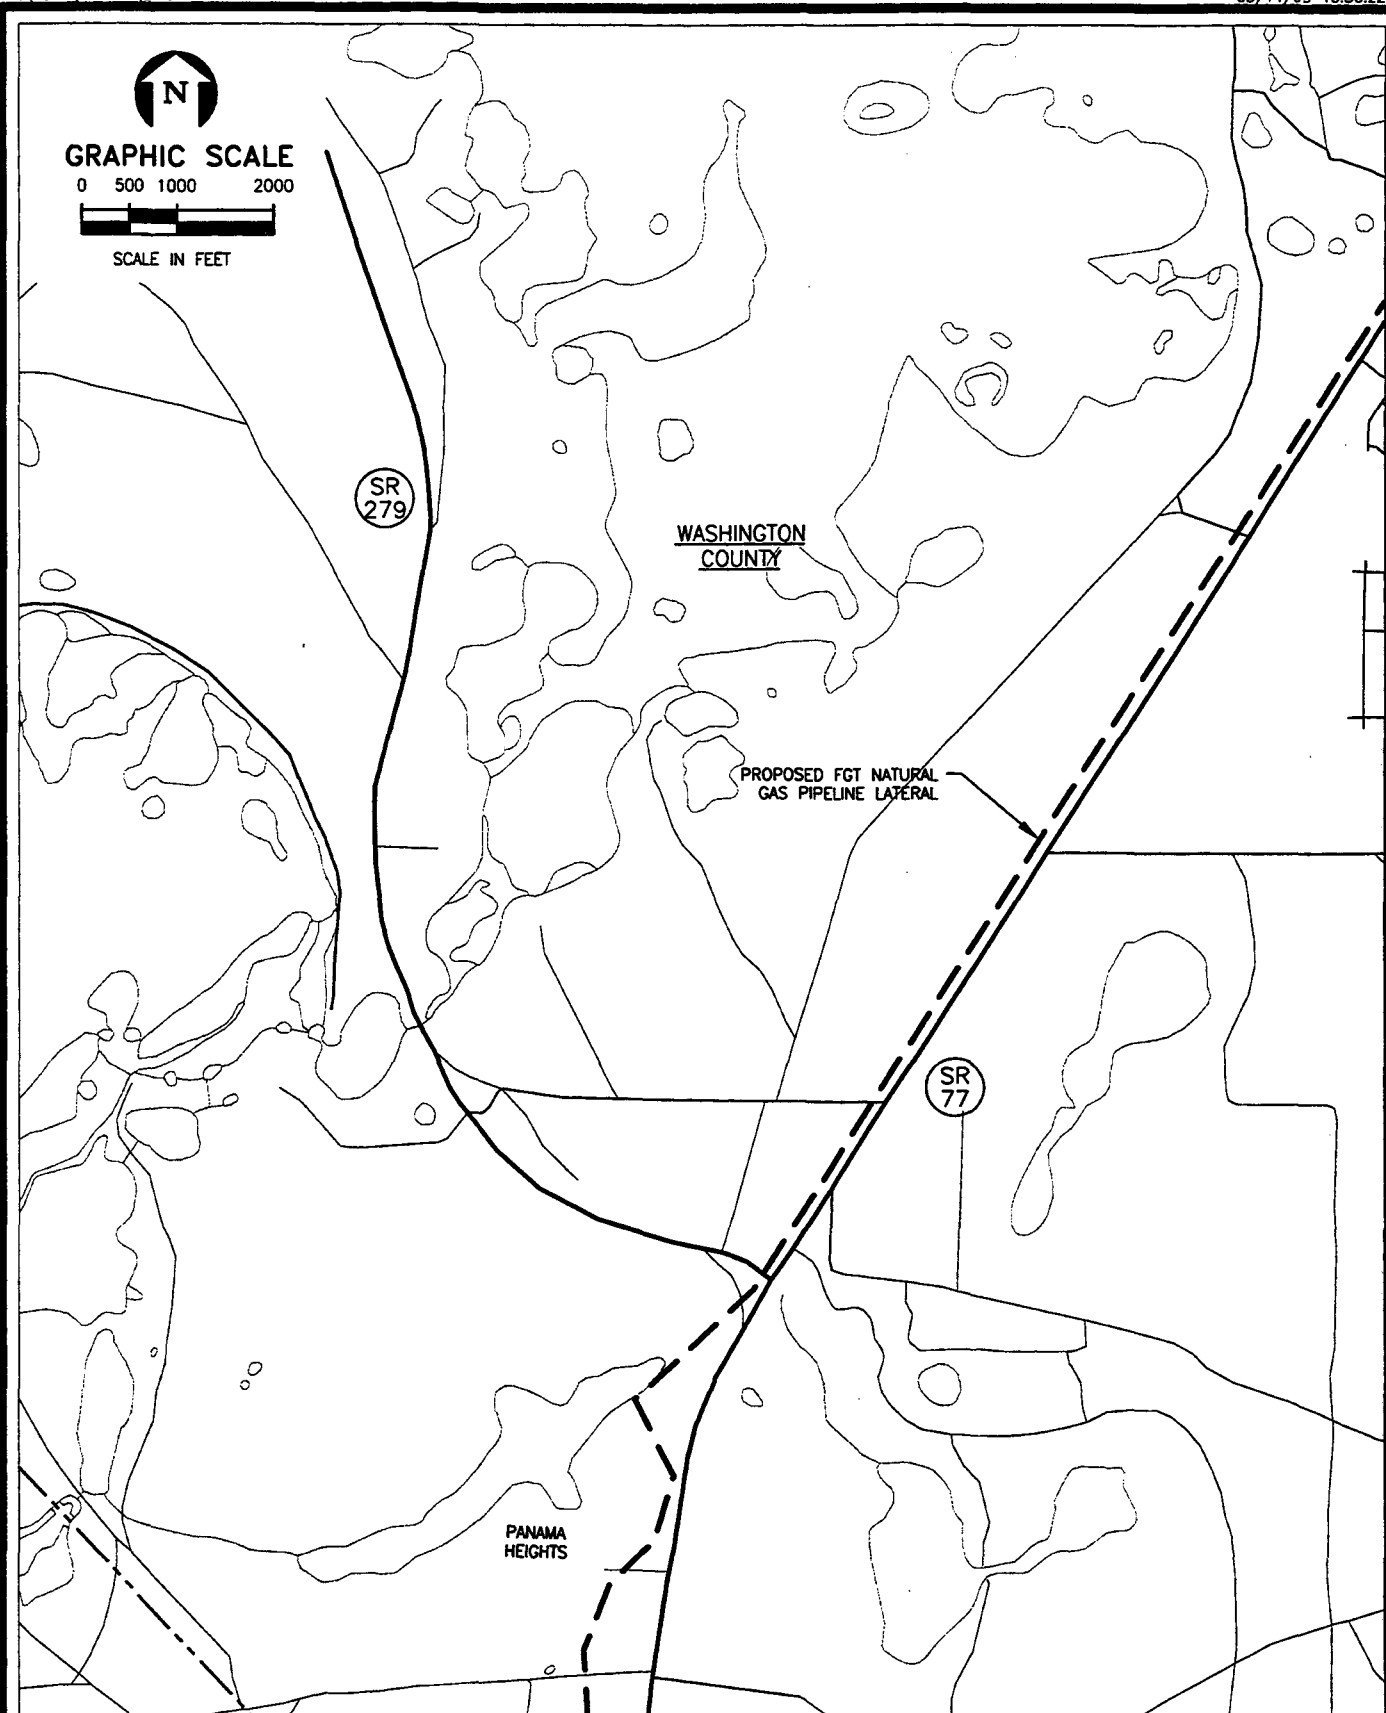 N
GRAPHIC SCALE
0 500 1000 2000
SCALE IN FEET
SR
279
WASHINGTON
COUNTY
PROPOSED FGT NATURAL
GAS PIPELINE LATERAL
SR
77
PANAMA
HEIGHTS